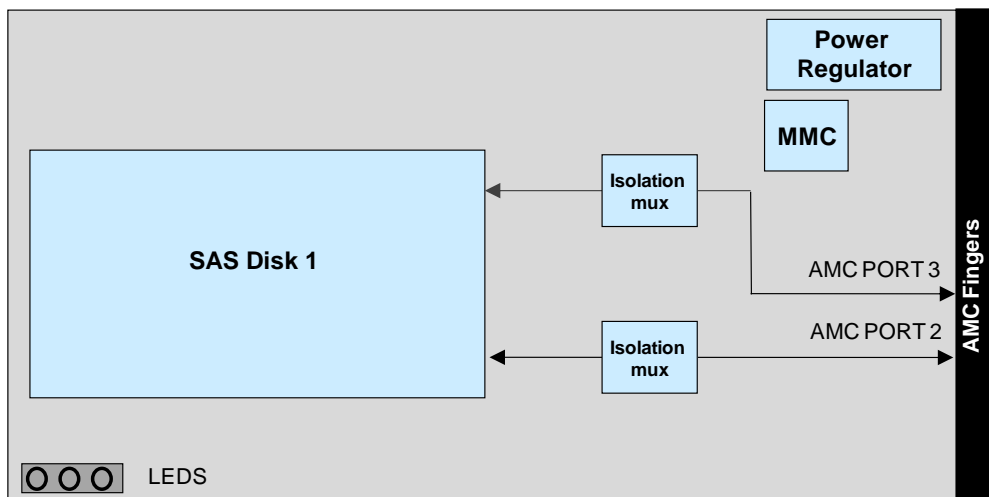 Power
Regulator
MMC
Isolation
mux
SAS Disk 1
AMC PORT 3
AMC PORT 2
Isolation
mux
AMC Fingers
LEDS